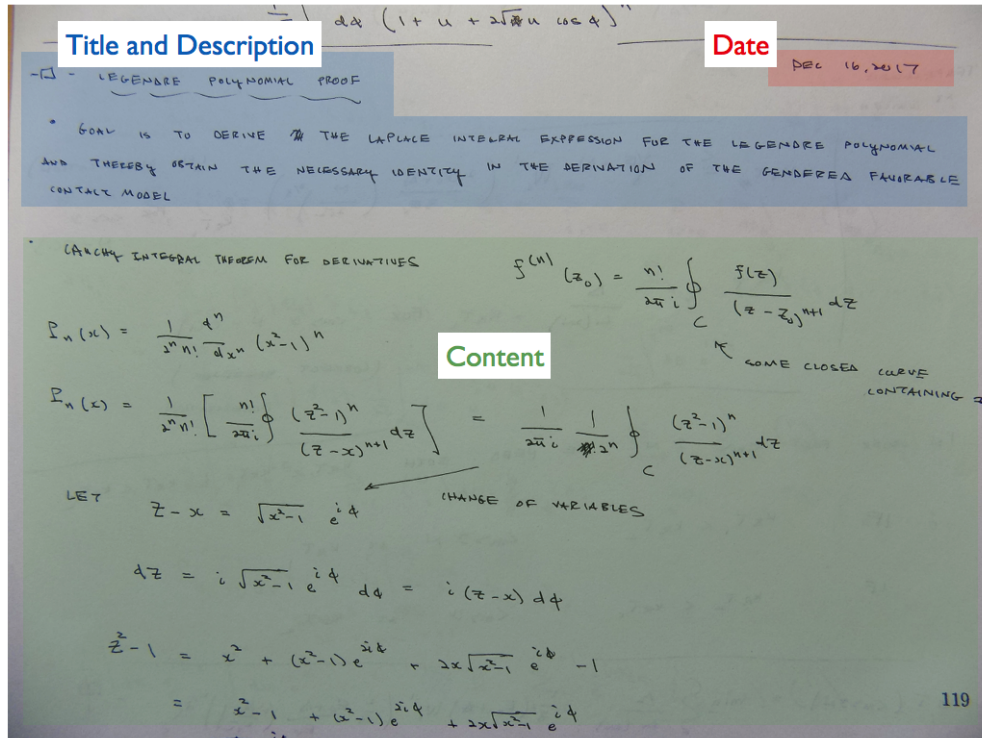 ∫ dφ (1 + u + 2√u cos φ)^n
Title and Description
Date
-□- LEGENDRE POLYNOMIAL PROOF
DEC 16, 2017
• GOAL IS TO DERIVE THE LAPLACE INTEGRAL EXPRESSION FOR THE LEGENDRE POLYNOMIAL
AND THEREBY OBTAIN THE NECESSARY IDENTITY IN THE DERIVATION OF THE GENDERED FAVORABLE
CONTACT MODEL
• CAUCHY INTEGRAL THEOREM FOR DERIVATIVES f^(n) (z₀) = n!/(2πi) ∮_C f(z)/(z - z₀)^(n+1) dz
P_n(x) = 1/(2^n n!) d^n/dx^n (x²-1)^n
Content
SOME CLOSED CURVE
CONTAINING z
P_n(x) = 1/(2^n n!) [ n!/(2πi) ∮ (z²-1)^n/(z-x)^(n+1) dz ] = 1/(2πi) 1/2^n ∮_C (z²-1)^n/(z-x)^(n+1) dz
LET z - x = √(x²-1) e^(iφ) CHANGE OF VARIABLES
dz = i √(x²-1) e^(iφ) dφ = i (z-x) dφ
z²-1 = x² + (x²-1) e^(2iφ) + 2x √(x²-1) e^(iφ) - 1
= x²-1 + (x²-1) e^(2iφ) + 2x√(x²-1) e^(iφ)
119